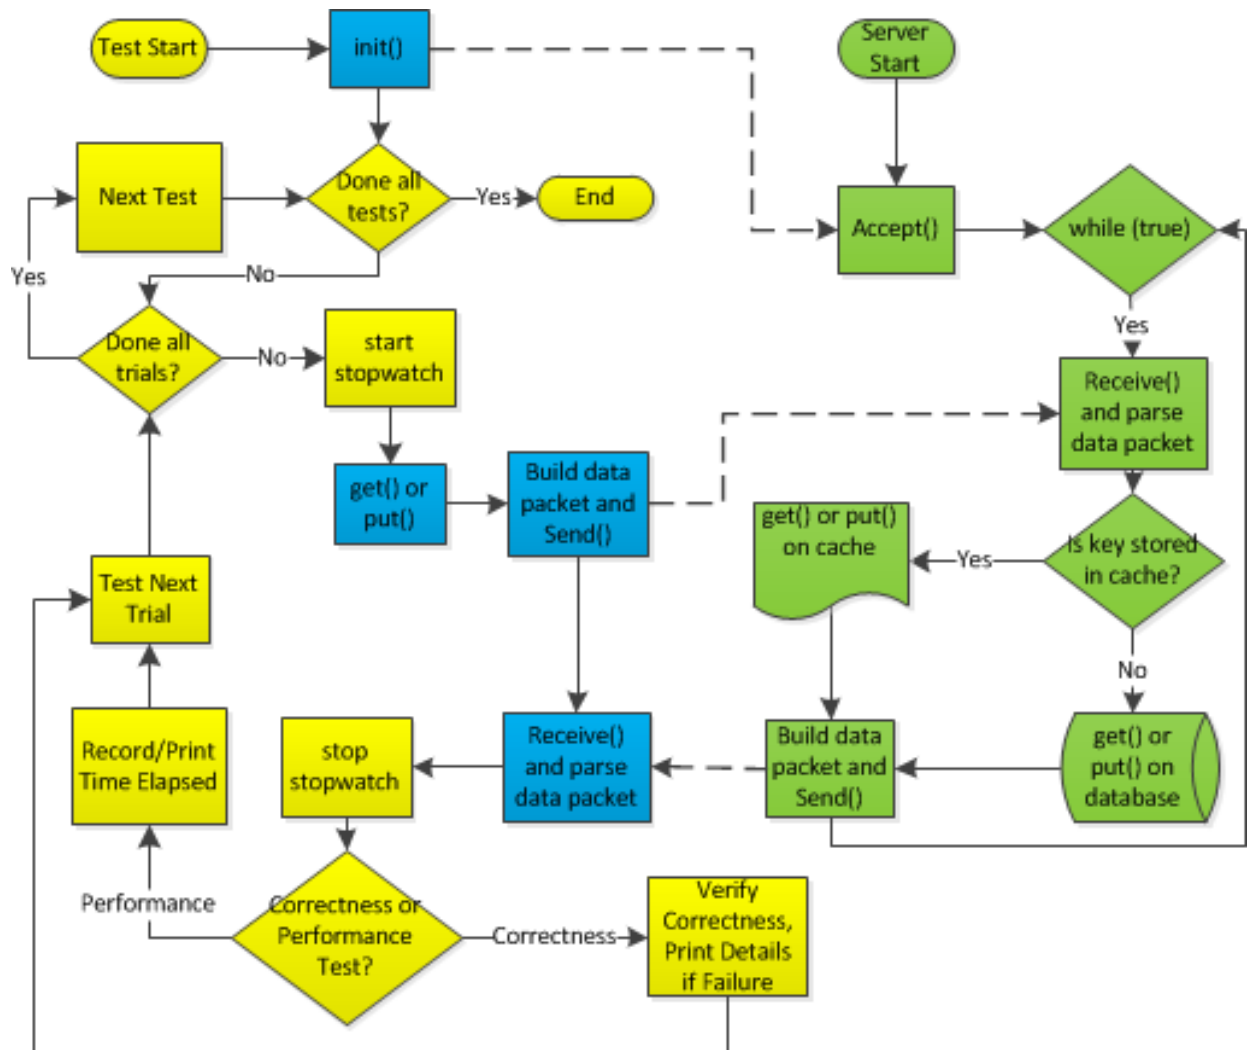 Test Start
init()
Server
Start
Next Test
Done all
tests?
Yes
End
Accept()
while (true)
Yes
No
Yes
Done all
trials?
No
start
stopwatch
Receive()
and parse
data packet
get() or
put()
Build data
packet and
Send()
get() or put()
on cache
Yes
Is key stored
in cache?
Test Next
Trial
No
Record/Print
Time Elapsed
stop
stopwatch
Receive()
and parse
data packet
Build data
packet and
Send()
get() or
put() on
database
Performance
Correctness or
Performance
Test?
Correctness
Verify
Correctness,
Print Details
if Failure